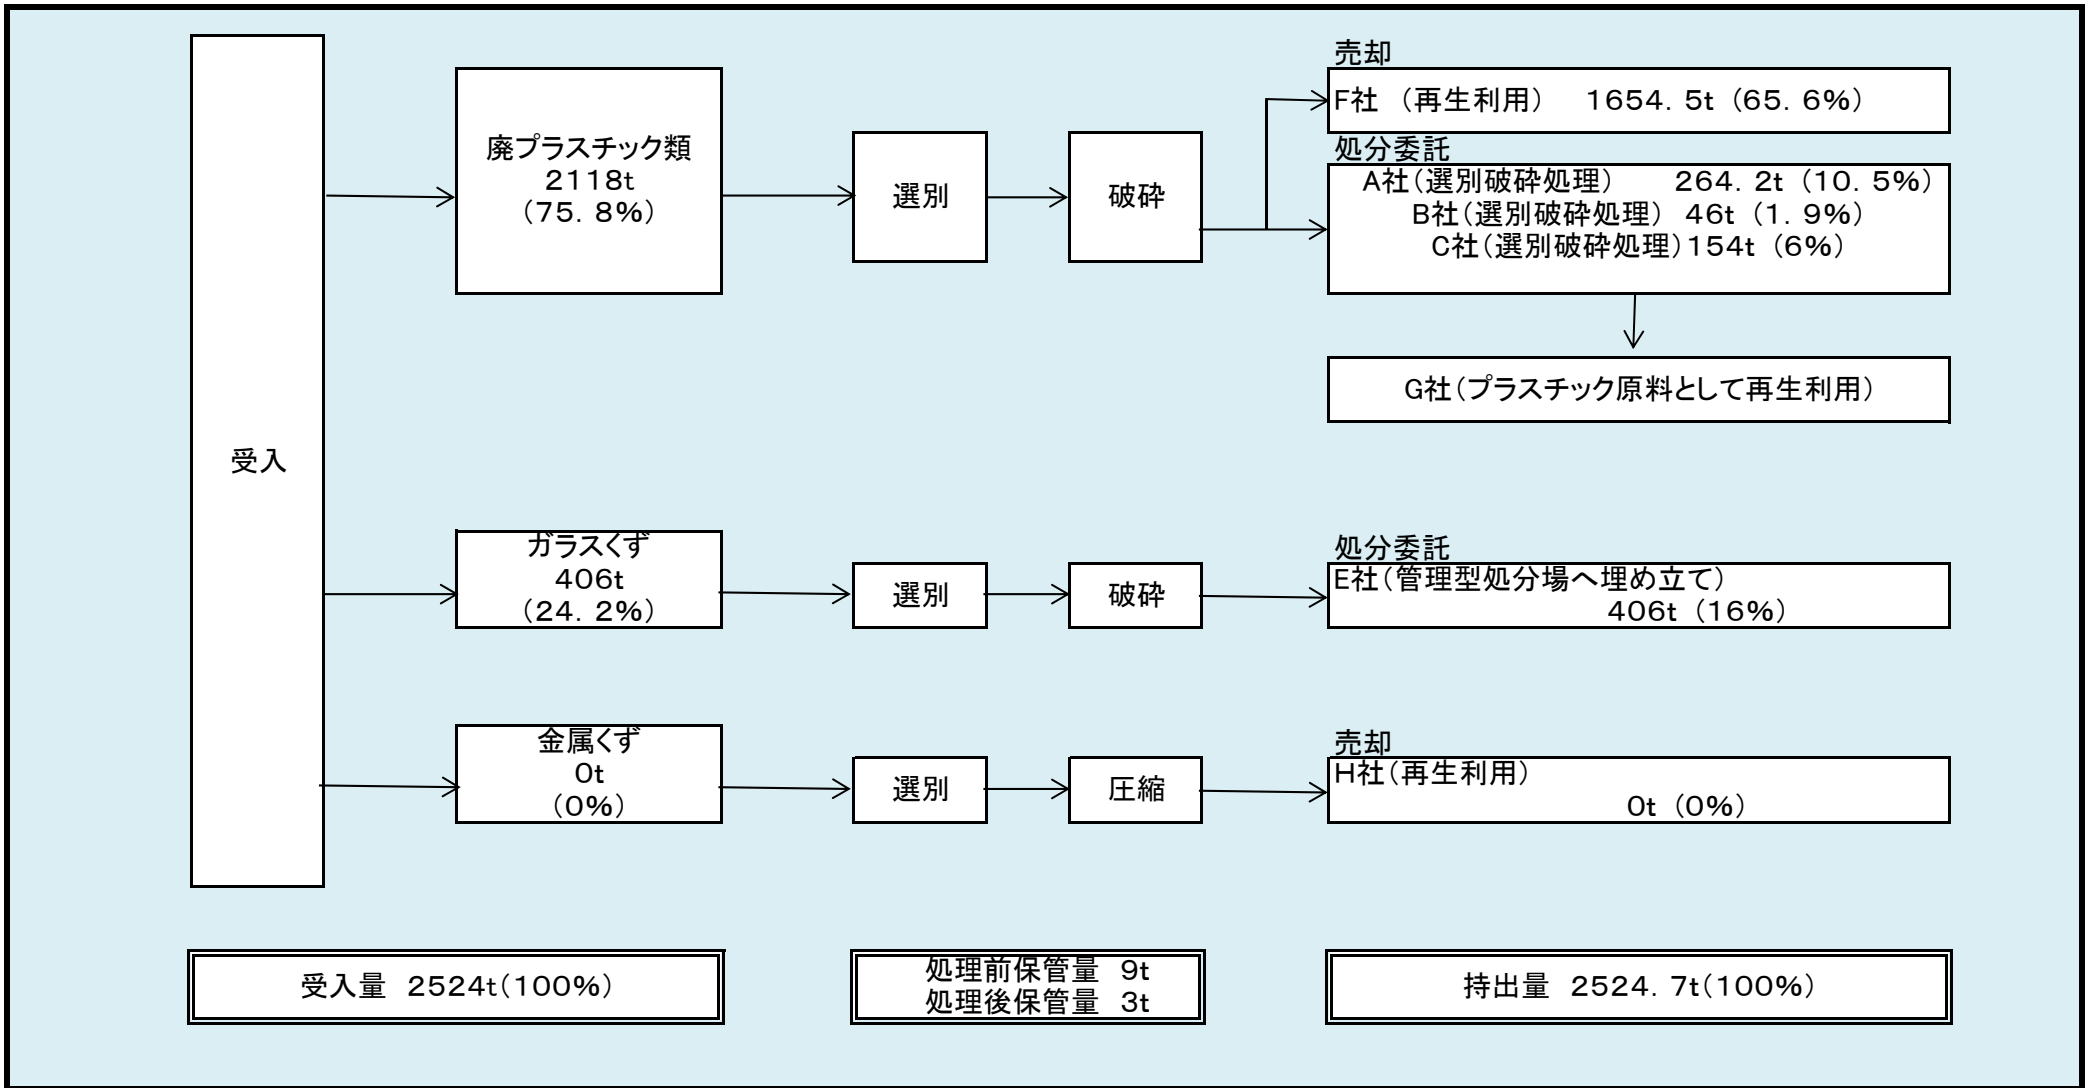 受入
廃プラスチック類
2118t
(75.8%)
選別
破砕
売却
F社 (再生利用) 1654.5t (65.6%)
処分委託
A社(選別破砕処理) 264.2t (10.5%)
B社(選別破砕処理) 46t (1.9%)
C社(選別破砕処理)154t (6%)
G社(プラスチック原料として再生利用)
ガラスくず
406t
(24.2%)
選別
破砕
処分委託
E社(管理型処分場へ埋め立て)
406t (16%)
金属くず
0t
(0%)
選別
圧縮
売却
H社(再生利用)
0t (0%)
受入量 2524t(100%)
処理前保管量 9t
処理後保管量 3t
持出量 2524.7t(100%)